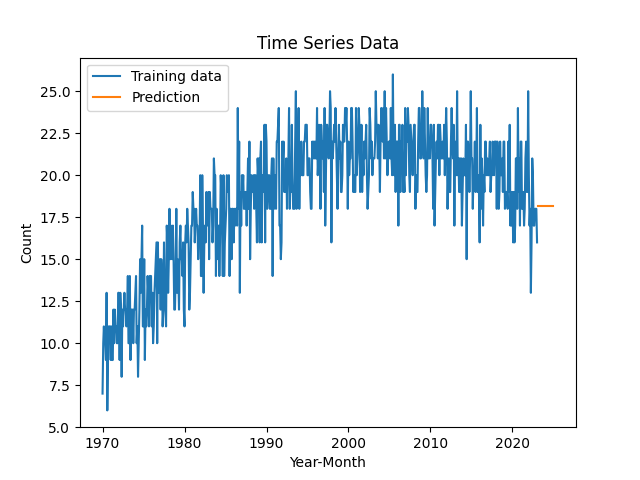 Time Series Data
Training data
Prediction
25.0
22.5
20.0
17.5
15.0
12.5
10.0
7.5
5.0
Count
1970 1980 1990 2000 2010 2020
Year-Month